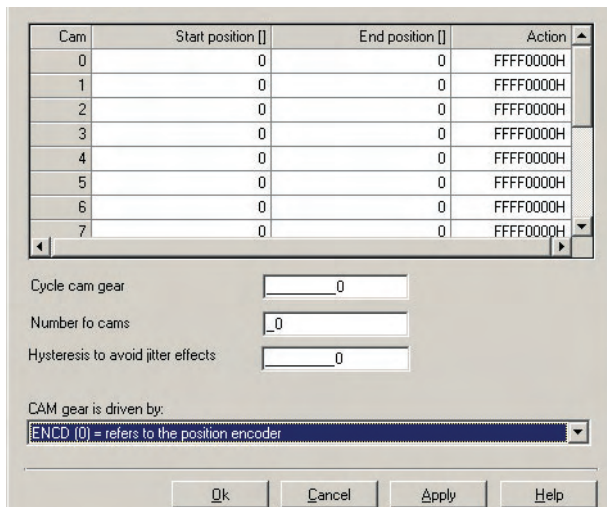 Cam Start position [] End position [] Action
0 0 0 FFFF0000H
1 0 0 FFFF0000H
2 0 0 FFFF0000H
3 0 0 FFFF0000H
4 0 0 FFFF0000H
5 0 0 FFFF0000H
6 0 0 FFFF0000H
7 0 0 FFFF0000H
Cycle cam gear ________0
Number fo cams _0
Hysteresis to avoid jitter effects ________0
CAM gear is driven by:
ENCD (0) = refers to the position encoder
Ok Cancel Apply Help